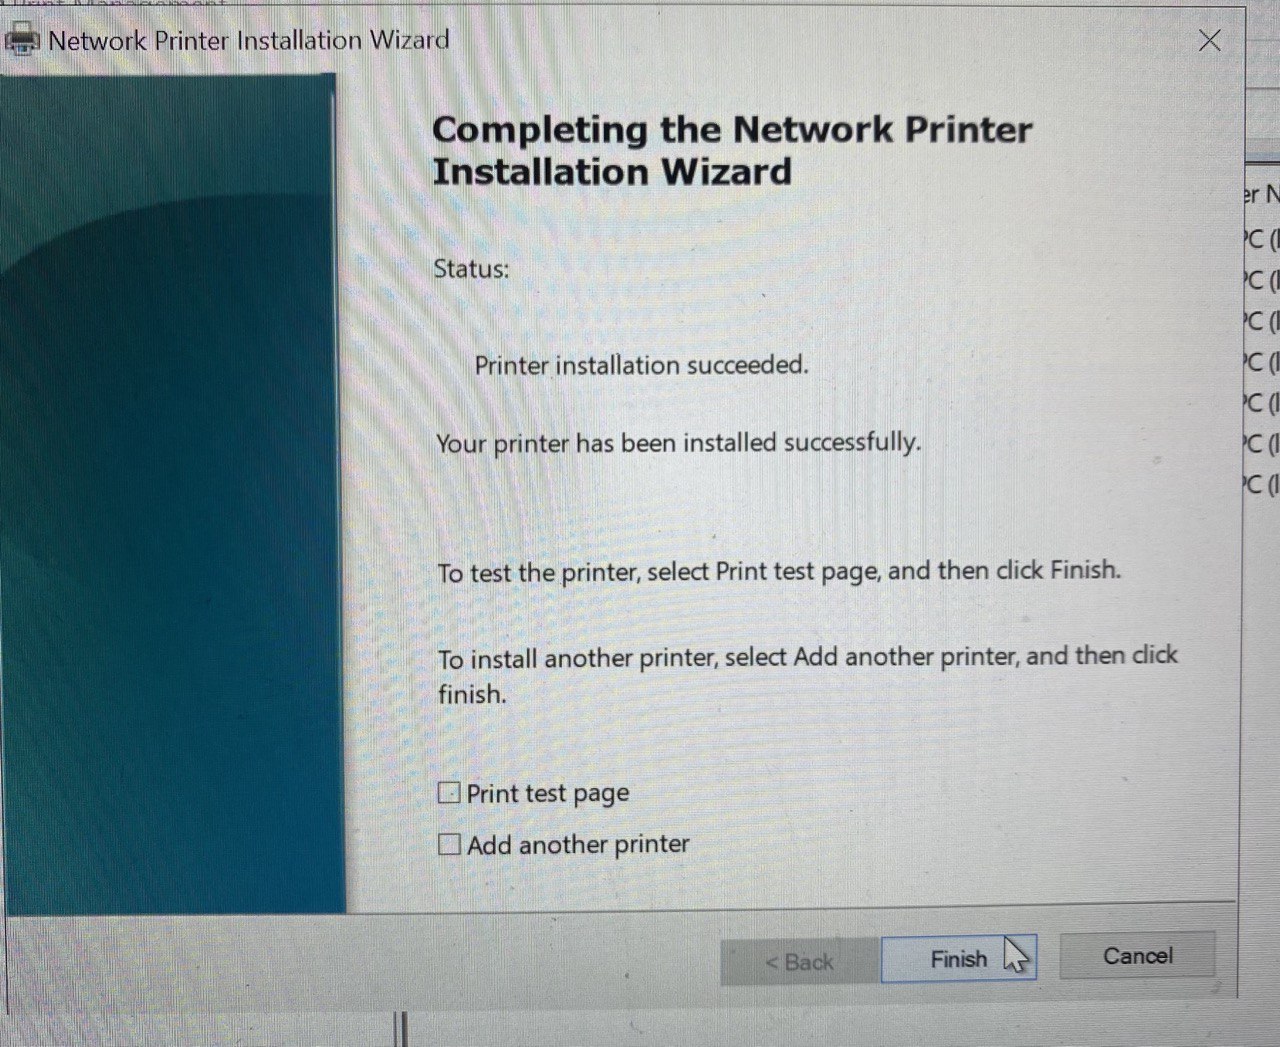 Network Printer Installation Wizard
Completing the Network Printer
Installation Wizard
Status:
Printer installation succeeded.
Your printer has been installed successfully.
To test the printer, select Print test page, and then click Finish.
To install another printer, select Add another printer, and then click
finish.
Print test page
Add another printer
< Back
Finish
Cancel
er N
PC (
PC (
PC (
PC (
PC (
PC (
PC (